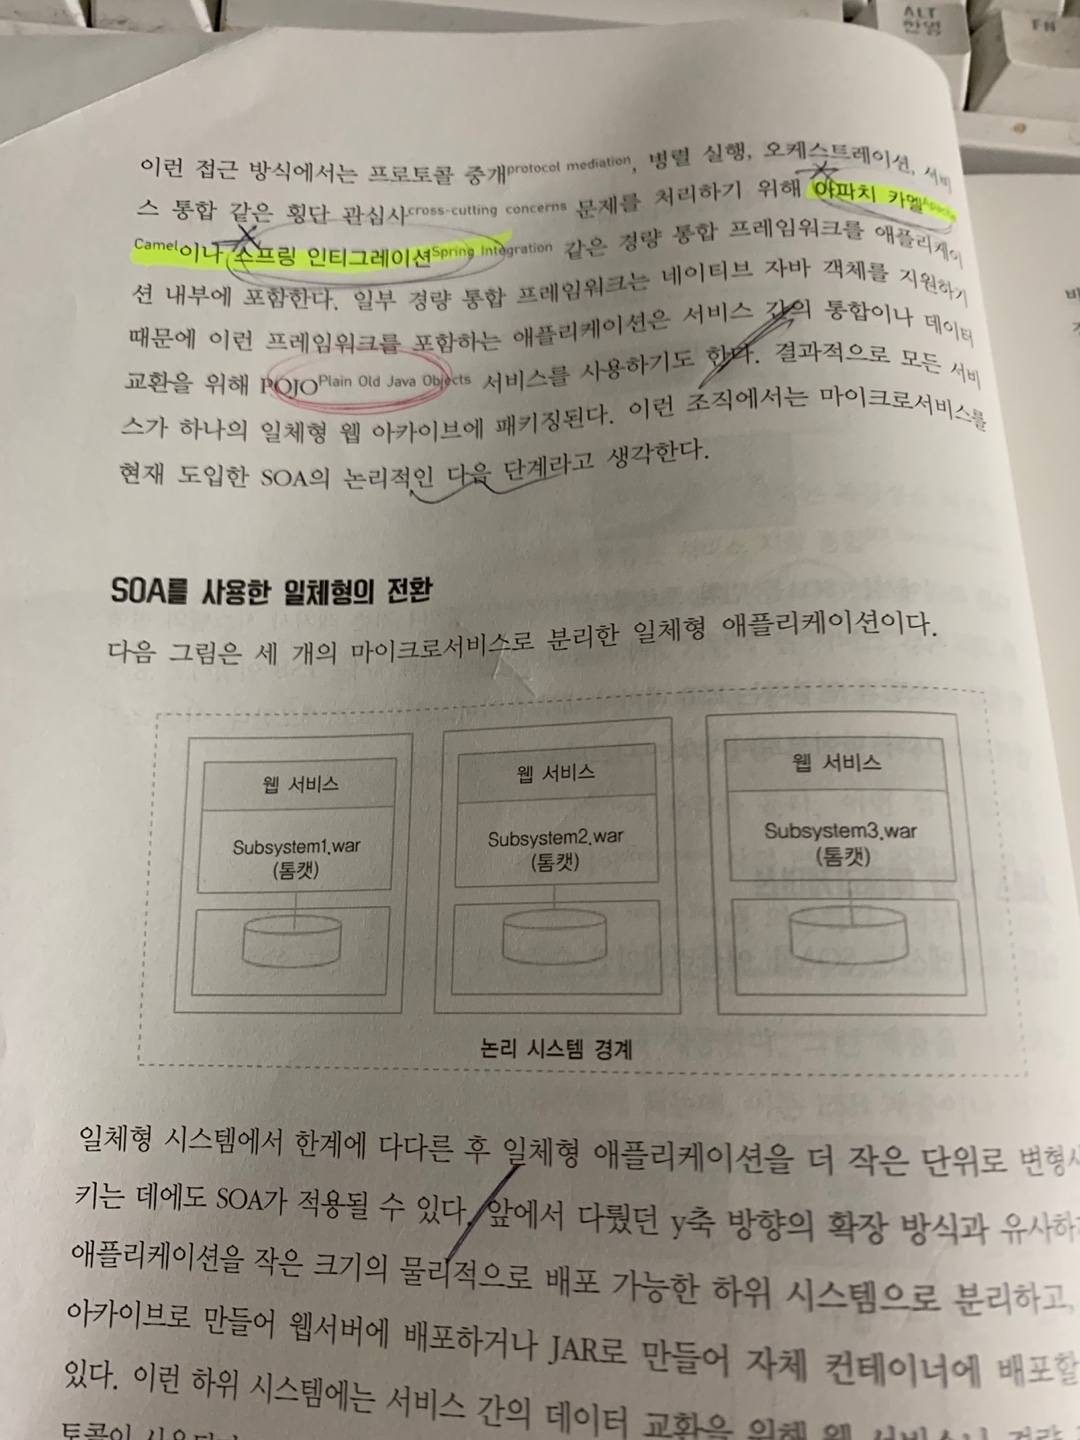 ALT
한영
FN
이런 접근 방식에서는 프로토콜 중개protocol mediation, 병렬 실행, 오케스트레이션, 서비
스 통합 같은 횡단 관심사cross-cutting concerns 문제를 처리하기 위해 아파치 카멜Apache
Camel이나 스프링 인티그레이션Spring Integration 같은 경량 통합 프레임워크를 애플리케이
션 내부에 포함한다. 일부 경량 통합 프레임워크는 네이티브 자바 객체를 지원하기
때문에 이런 프레임워크를 포함하는 애플리케이션은 서비스 간의 통합이나 데이터
교환을 위해 POJOPlain Old Java Objects 서비스를 사용하기도 한다. 결과적으로 모든 서비
스가 하나의 일체형 웹 아카이브에 패키징된다. 이런 조직에서는 마이크로서비스를
현재 도입한 SOA의 논리적인 다음 단계라고 생각한다.
SOA를 사용한 일체형의 전환
다음 그림은 세 개의 마이크로서비스로 분리한 일체형 애플리케이션이다.
웹 서비스
Subsystem1.war
(톰캣)
웹 서비스
Subsystem2.war
(톰캣)
웹 서비스
Subsystem3.war
(톰캣)
논리 시스템 경계
일체형 시스템에서 한계에 다다른 후 일체형 애플리케이션을 더 작은 단위로 변형시
키는 데에도 SOA가 적용될 수 있다. 앞에서 다뤘던 y축 방향의 확장 방식과 유사하
애플리케이션을 작은 크기의 물리적으로 배포 가능한 하위 시스템으로 분리하고,
아카이브로 만들어 웹서버에 배포하거나 JAR로 만들어 자체 컨테이너에 배포할
있다. 이런 하위 시스템에는 서비스 간의 데이터 교환을 위해 웹 서비스나 경량